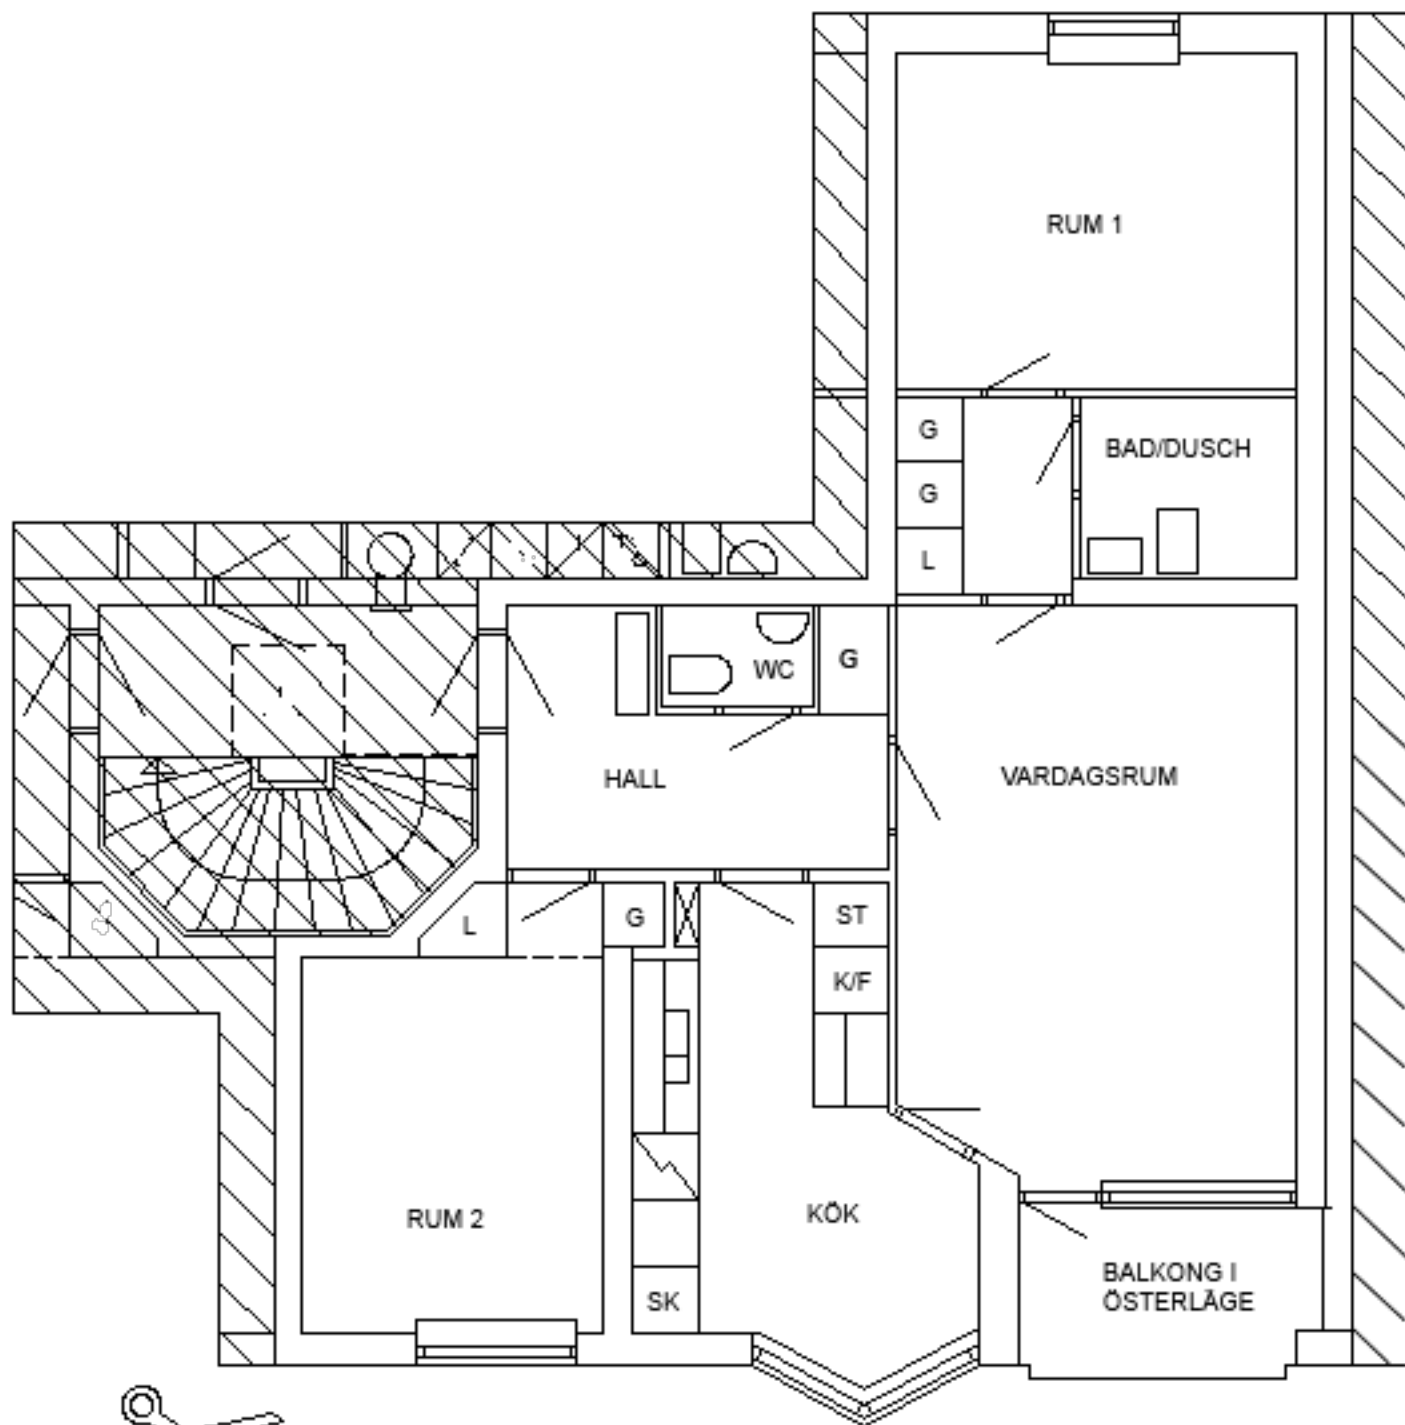 RUM 1
G
BAD/DUSCH
G
L
WC
G
HALL
VARDAGSRUM
L
G
ST
K/F
RUM 2
KÖK
SK
BALKONG I
ÖSTERLÄGE